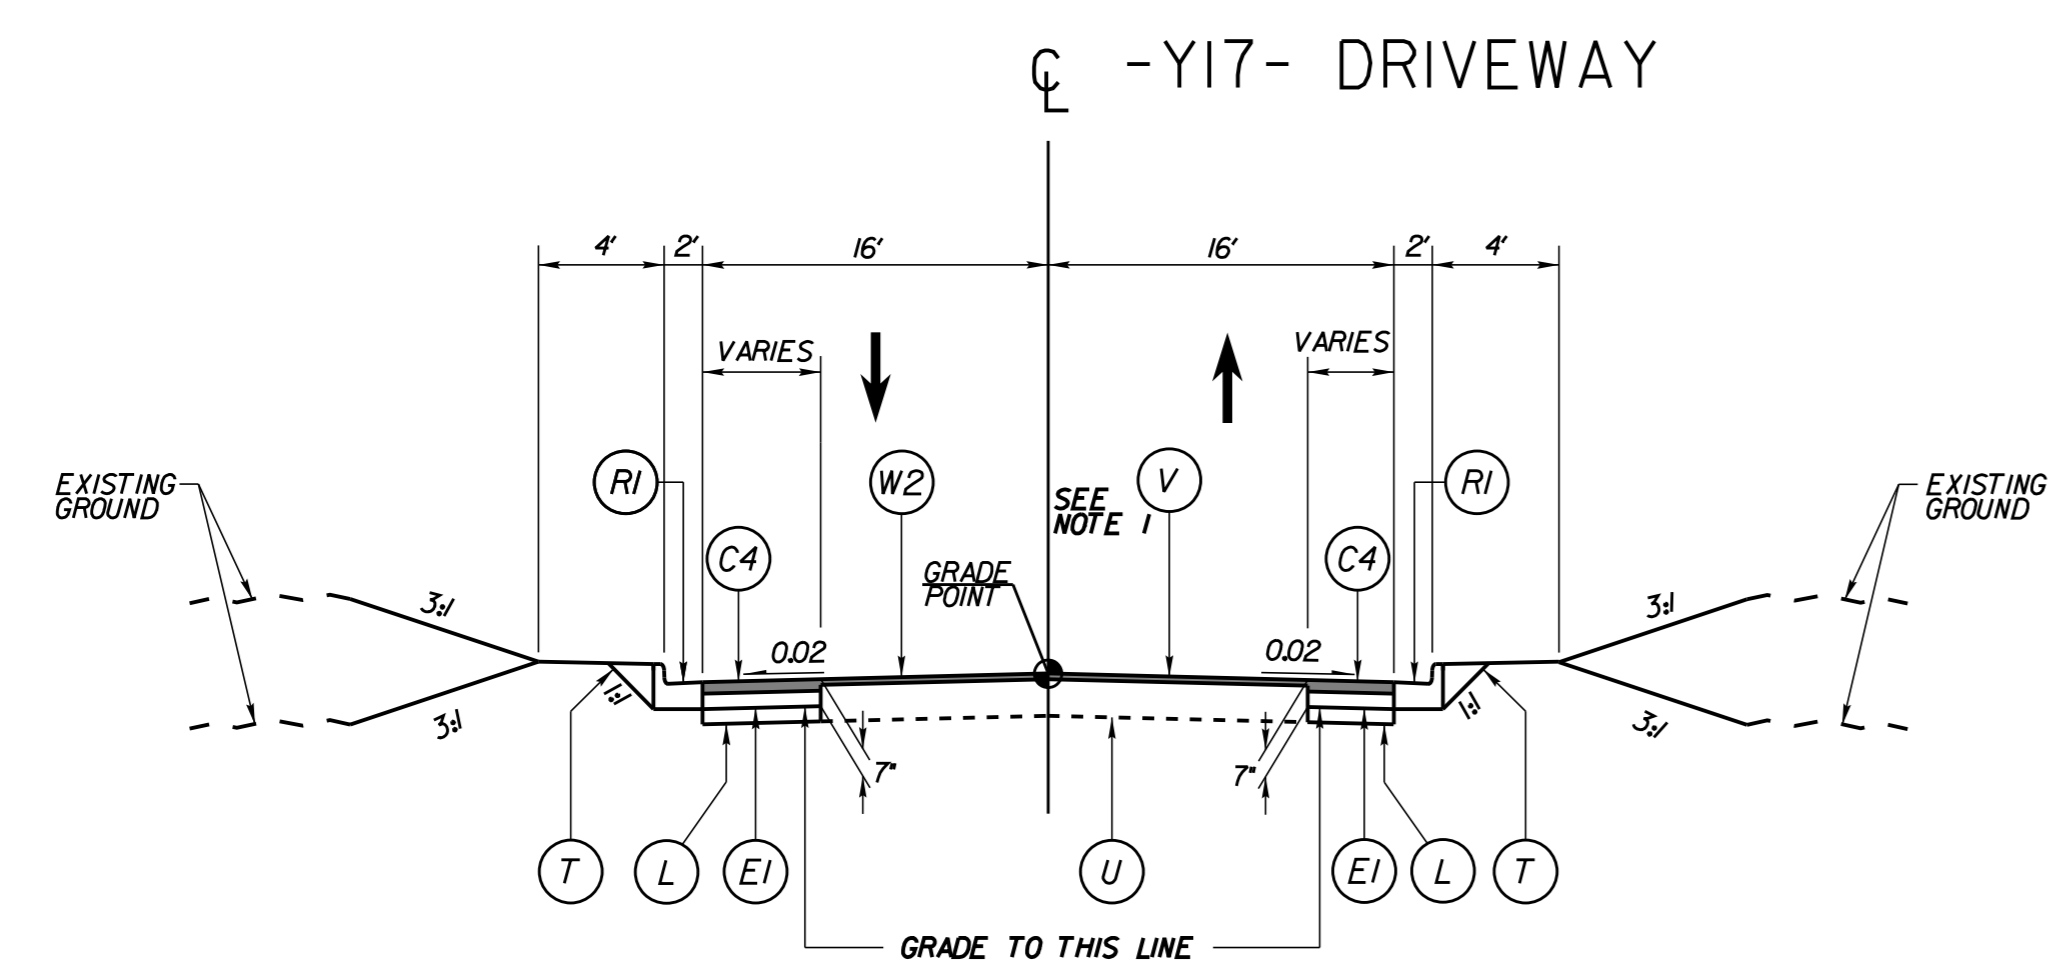 CL -Y17- DRIVEWAY
4' 2' 16' 16' 2' 4'
VARIES VARIES
R1 W2 V R1
EXISTING
GROUND
SEE
NOTE 1
EXISTING
GROUND
C4 C4
GRADE
POINT
3:1 0.02 0.02 3:1
1:1 1:1
3:1 3:1
7" 7"
T L E1 U E1 L T
GRADE TO THIS LINE